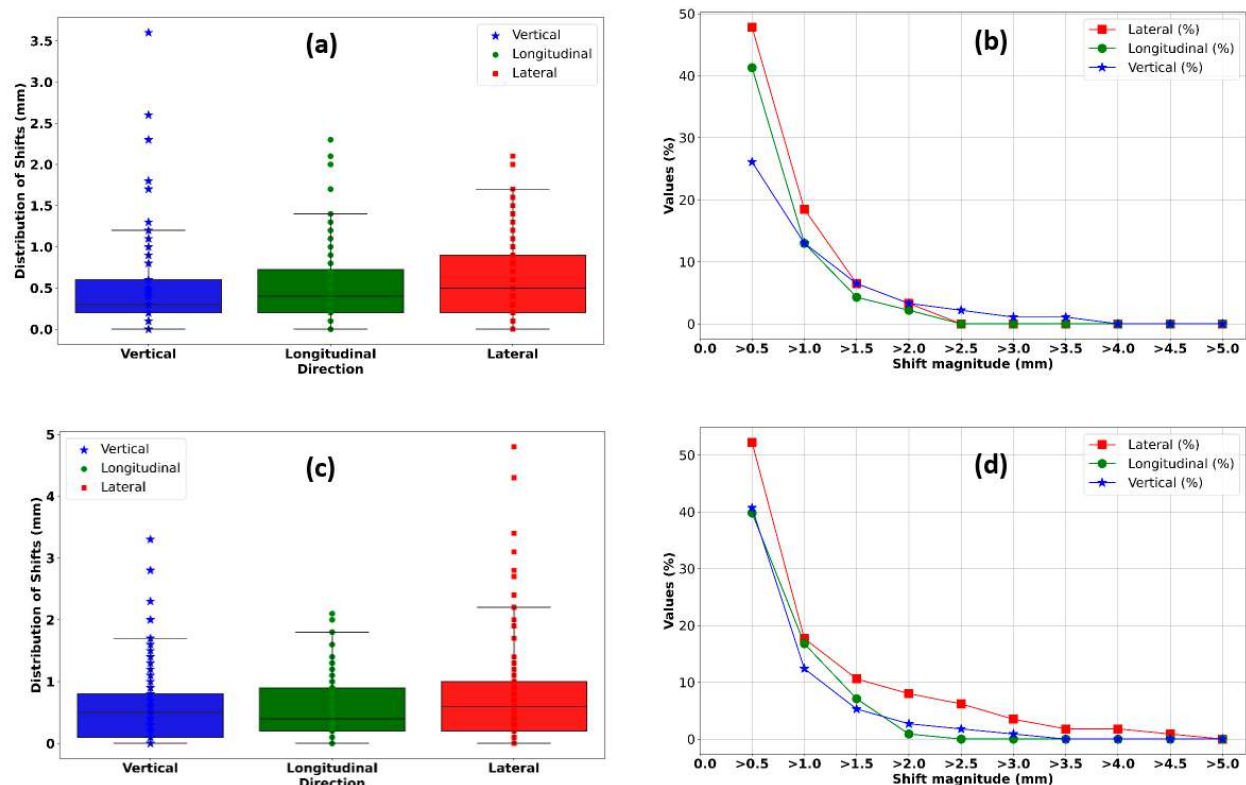 (a)
Vertical
Longitudinal
Lateral
Distribution of Shifts (mm)
3.5
3.0
2.5
2.0
1.5
1.0
0.5
0.0
Vertical Longitudinal Lateral
Direction
(b)
Lateral (%)
Longitudinal (%)
Vertical (%)
Values (%)
50
40
30
20
10
0
0.0 >0.5 >1.0 >1.5 >2.0 >2.5 >3.0 >3.5 >4.0 >4.5 >5.0
Shift magnitude (mm)
(c)
Vertical
Longitudinal
Lateral
Distribution of Shifts (mm)
5
4
3
2
1
0
Vertical Longitudinal Lateral
Direction
(d)
Lateral (%)
Longitudinal (%)
Vertical (%)
Values (%)
50
40
30
20
10
0
0.0 >0.5 >1.0 >1.5 >2.0 >2.5 >3.0 >3.5 >4.0 >4.5 >5.0
Shift magnitude (mm)